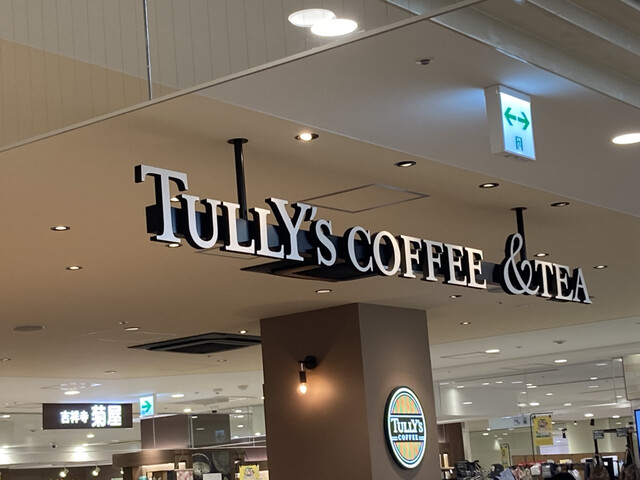 TULLY'S COFFEE &TEA
吉祥寺 菊屋
TULLY'S
COFFEE